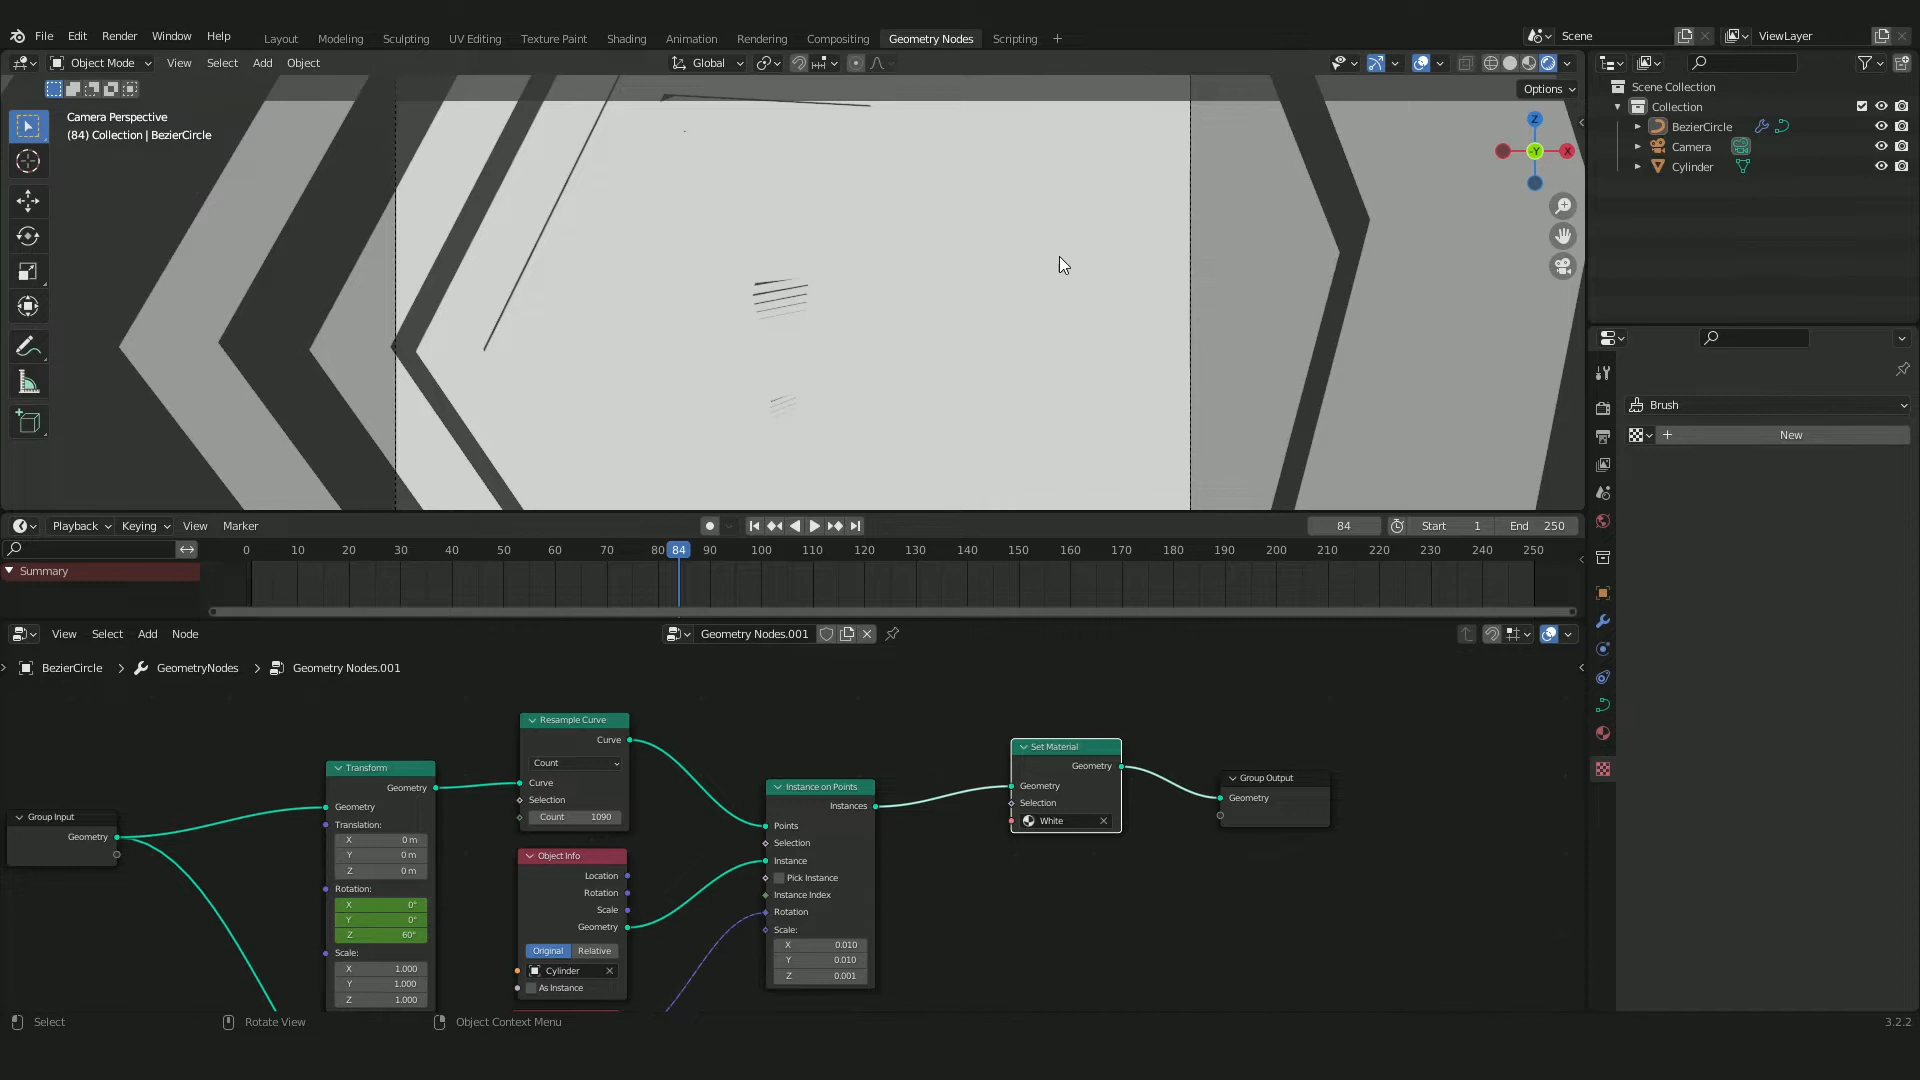 File Edit Render Window Help
Layout Modeling Sculpting UV Editing Texture Paint Shading Animation Rendering Compositing Geometry Nodes Scripting
Scene
ViewLayer
Object Mode View Select Add Object
Global
Options
Camera Perspective
(84) Collection | BezierCircle
Z
-Y
X
Scene Collection
Collection
BezierCircle
Camera
Cylinder
Brush
New
Playback Keying View Marker
84
Start 1
End 250
0 10 20 30 40 50 60 70 80 84 90 100 110 120 130 140 150 160 170 180 190 200 210 220 230 240 250
Summary
View Select Add Node
Geometry Nodes.001
BezierCircle > GeometryNodes > Geometry Nodes.001
Group Input
Geometry
Transform
Geometry
Geometry
Translation:
X 0 m
Y 0 m
Z 0 m
Rotation:
X 0°
Y 0°
Z 60°
Scale:
X 1.000
Y 1.000
Z 1.000
Resample Curve
Curve
Count
Curve
Selection
Count 1090
Object Info
Location
Rotation
Scale
Geometry
Original Relative
Cylinder
As Instance
Instance on Points
Instances
Points
Selection
Instance
Pick Instance
Instance Index
Rotation
Scale:
X 0.010
Y 0.010
Z 0.001
Set Material
Geometry
Geometry
Selection
White
Group Output
Geometry
Select
Rotate View
Object Context Menu
3.2.2